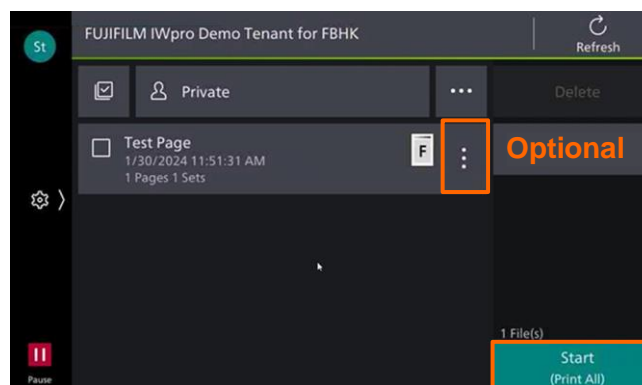 St
FUJIFILM IWpro Demo Tenant for FBHK
Refresh
Private
Delete
Test Page
1/30/2024 11:51:31 AM
1 Pages 1 Sets
F
Optional
1 File(s)
Pause
Start
(Print All)